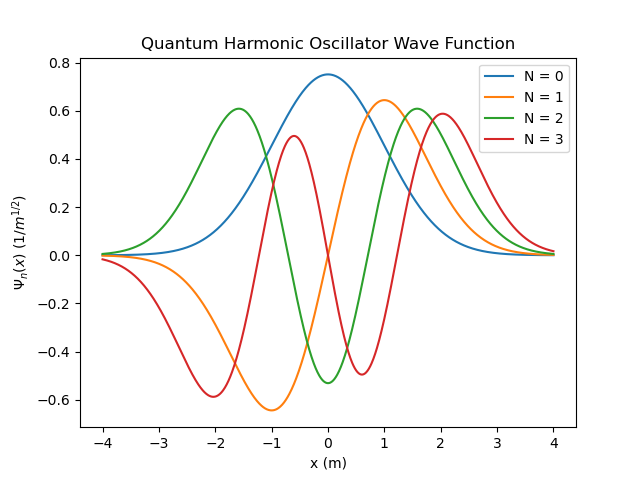 Quantum Harmonic Oscillator Wave Function
N = 0
N = 1
N = 2
N = 3
Ψn(x) (1/m^1/2)
0.8
0.6
0.4
0.2
0.0
−0.2
−0.4
−0.6
−4 −3 −2 −1 0 1 2 3 4
x (m)